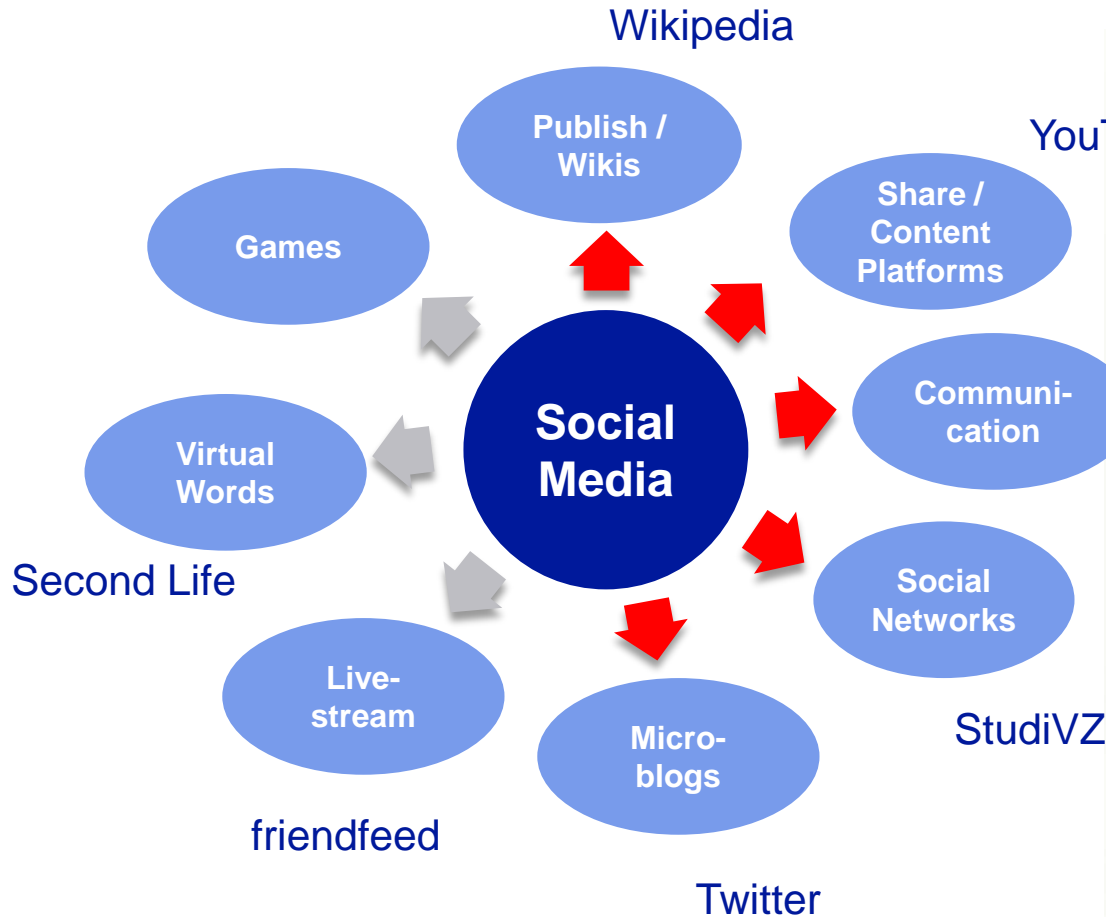 Wikipedia
Publish /
Wikis
Share /
Content
Platforms
Games
Communi-
cation
Social
Media
Virtual
Words
Second Life
Social
Networks
Live-
stream
Micro-
blogs
StudiVZ
friendfeed
Twitter